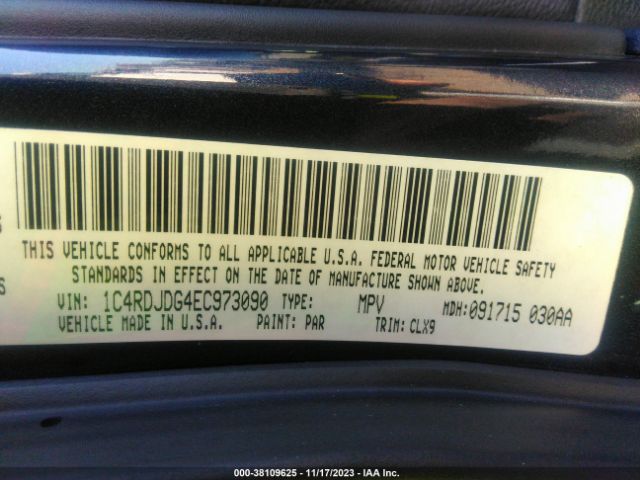 THIS VEHICLE CONFORMS TO ALL APPLICABLE U.S.A. FEDERAL MOTOR VEHICLE SAFETY
STANDARDS IN EFFECT ON THE DATE OF MANUFACTURE SHOWN ABOVE.
VIN: 1C4RDJDG4EC973090 TYPE: MPV MDH:091715 030AA
VEHICLE MADE IN U.S.A. PAINT: PAR TRIM: CLX9
000-38109625 - 11/17/2023 - IAA Inc.